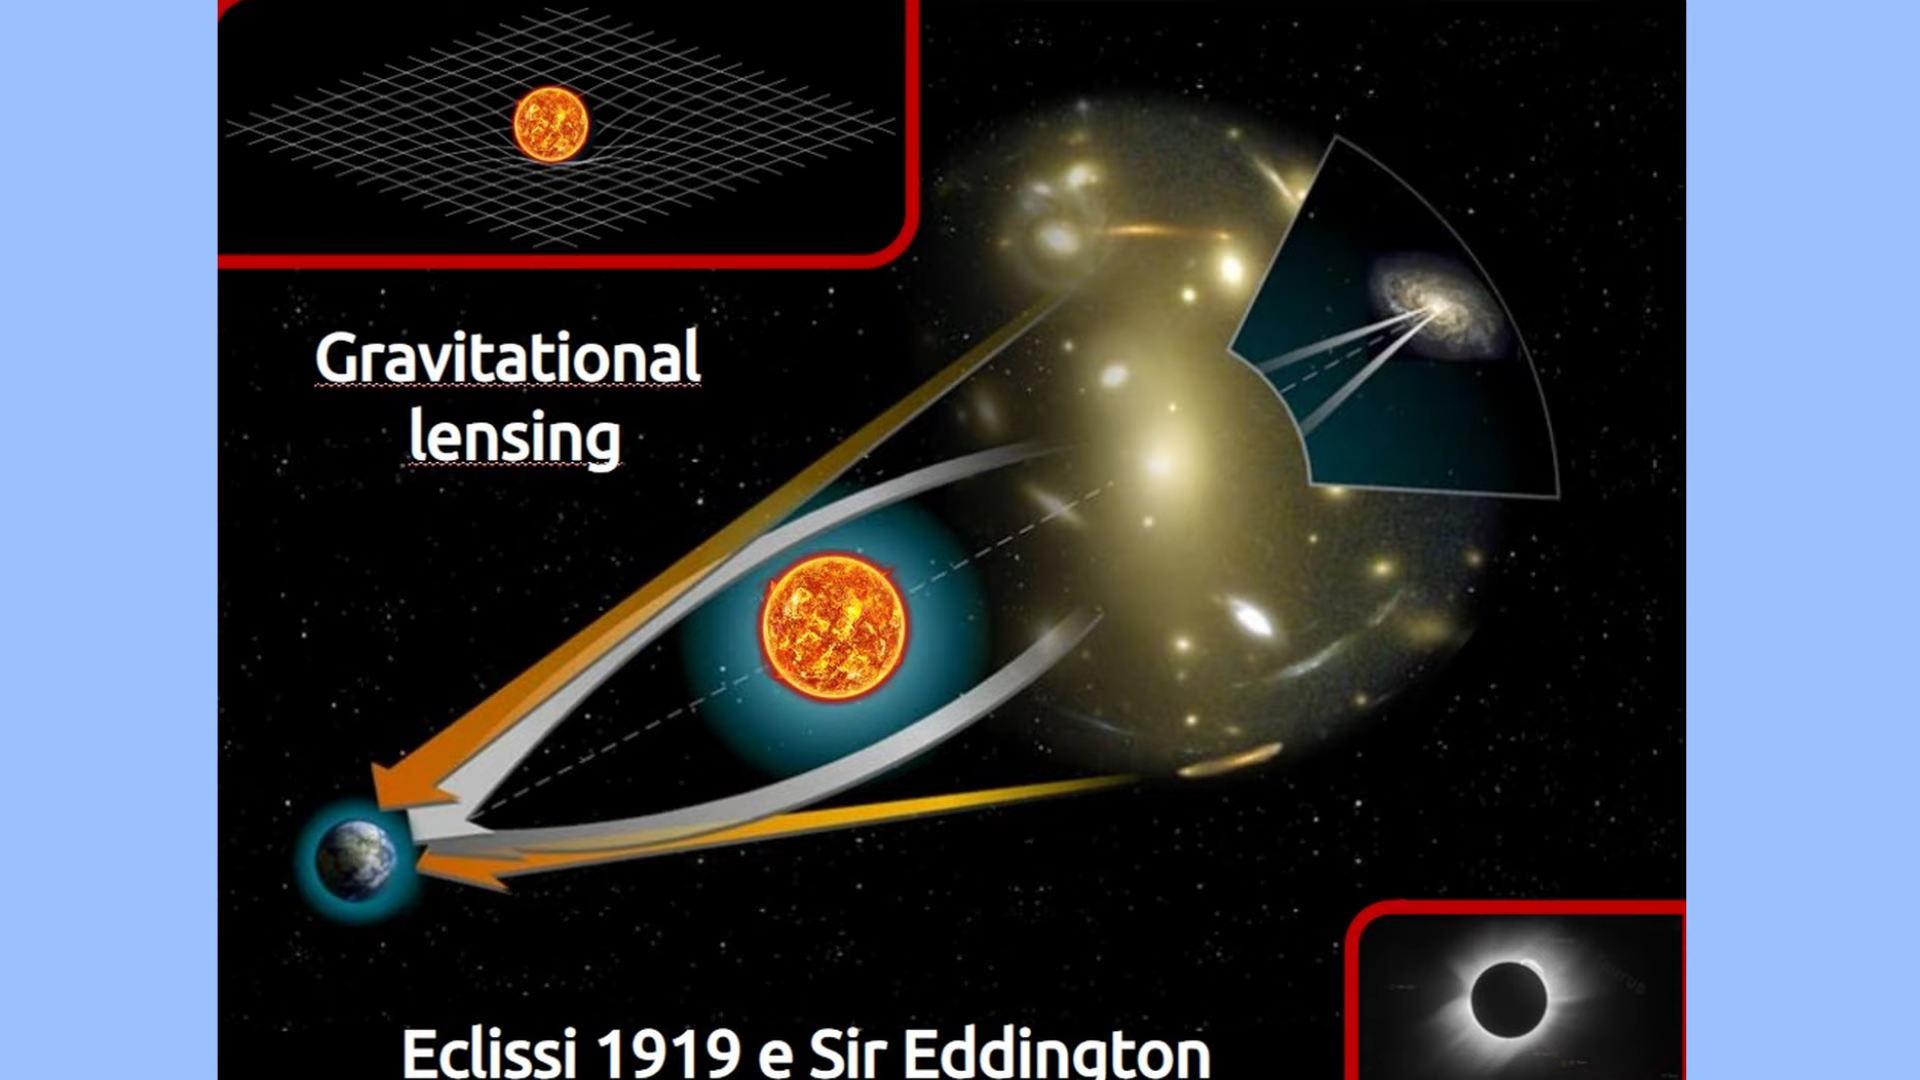 Gravitational
lensing
Eclissi 1919 e Sir Eddington